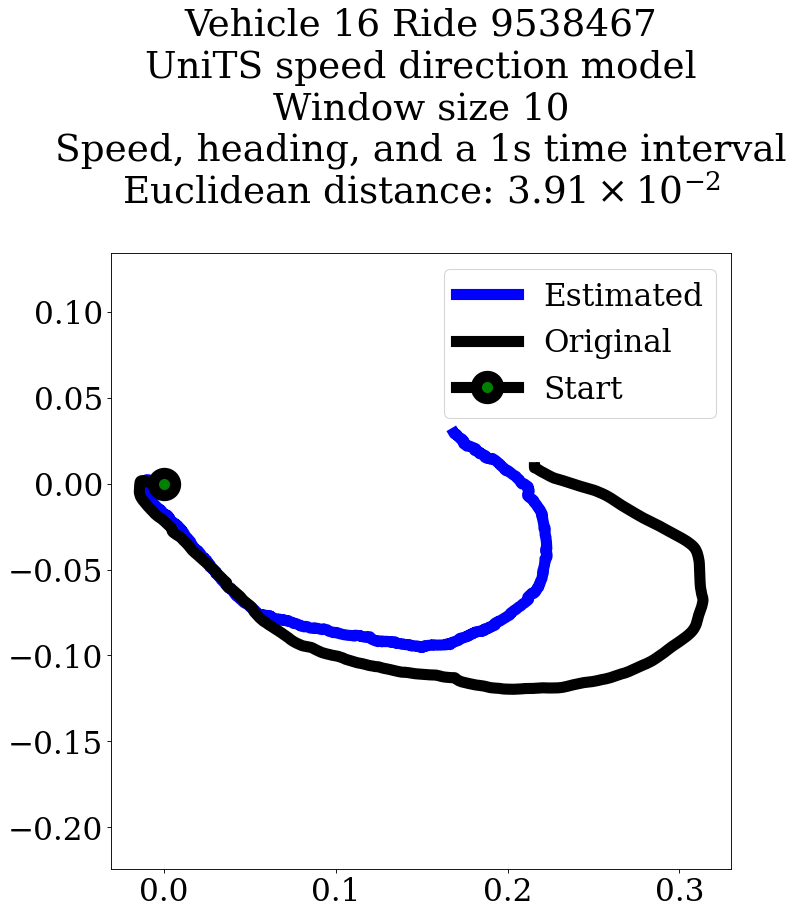 Vehicle 16 Ride 9538467
UniTS speed direction model
Window size 10
Speed, heading, and a 1s time interval
Euclidean distance: 3.91 × 10⁻²
Estimated
Original
Start
0.10
0.05
0.00
−0.05
−0.10
−0.15
−0.20
0.0 0.1 0.2 0.3